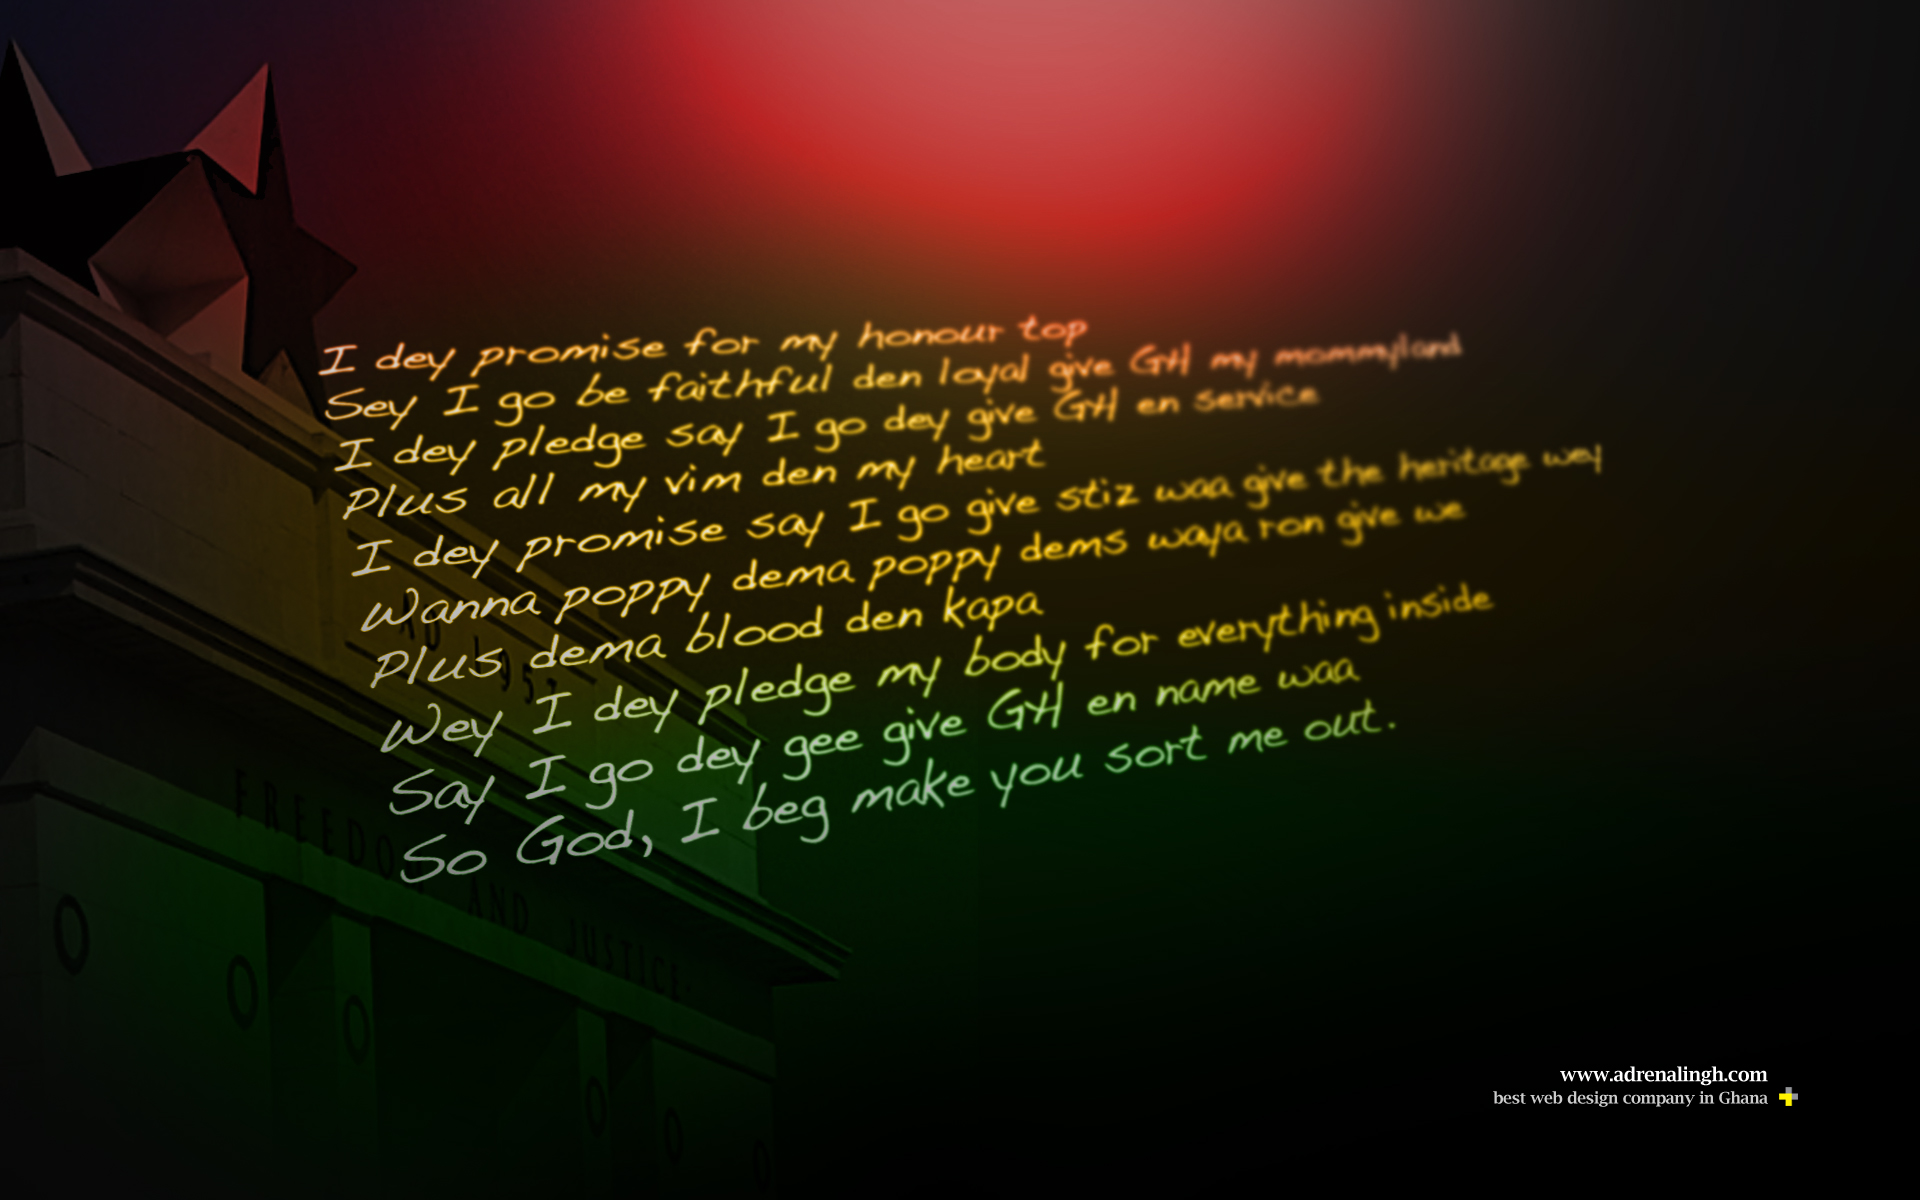 I dey promise for my honour top
Sey I go be faithful den loyal give GH my mommyland
I dey pledge say I go dey give GH en service
Plus all my vim den my heart
I dey promise say I go give stiz waa give the heritage wey
Wanna poppy dema poppy dems waya ron give we
Plus dema blood den kapa
Wey I dey pledge my body for everything inside
Say I go dey gee give GH en name waa
So God, I beg make you sort me out.
AD 1957
FREEDOM AND JUSTICE
www.adrenalingh.com
best web design company in Ghana